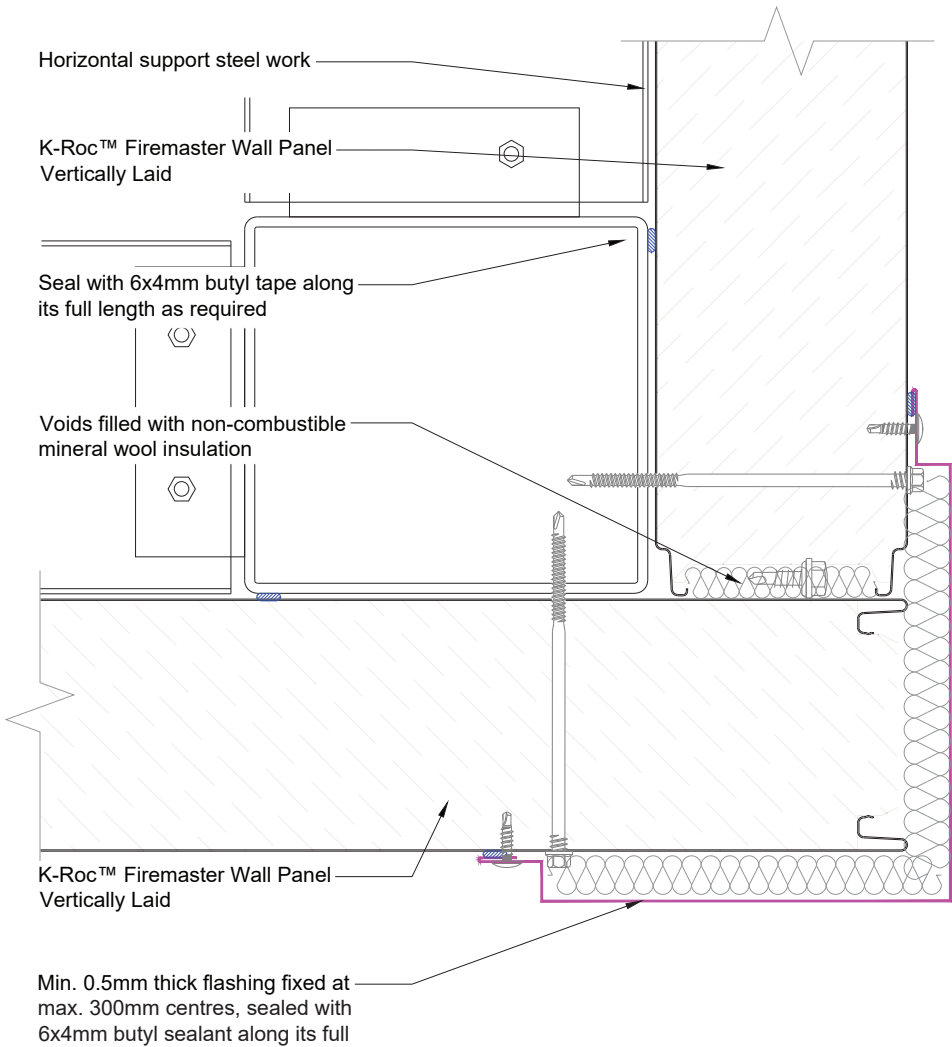 Horizontal support steel work
K-Roc™ Firemaster Wall Panel
Vertically Laid
Seal with 6x4mm butyl tape along
its full length as required
Voids filled with non-combustible
mineral wool insulation
K-Roc™ Firemaster Wall Panel
Vertically Laid
Min. 0.5mm thick flashing fixed at
max. 300mm centres, sealed with
6x4mm butyl sealant along its full